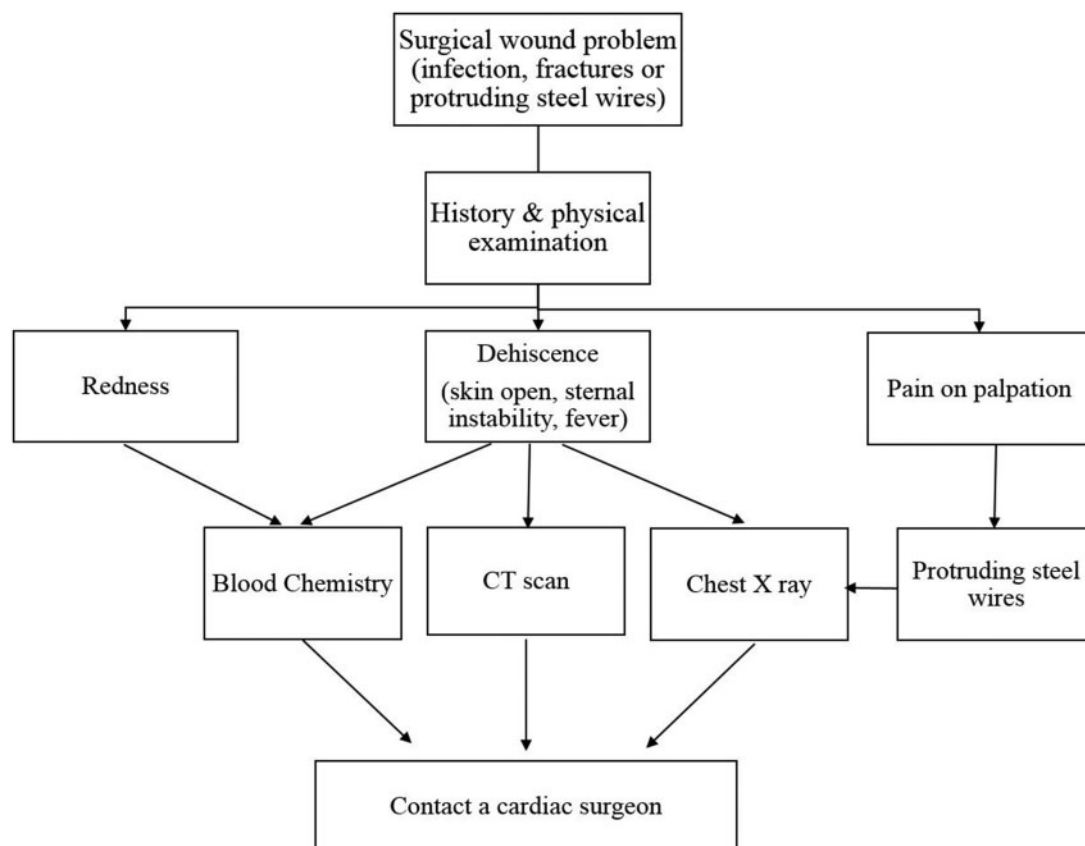 Surgical wound problem
(infection, fractures or
protruding steel wires)
History & physical
examination
Redness
Dehiscence
(skin open, sternal
instability, fever)
Pain on palpation
Blood Chemistry
CT scan
Chest X ray
Protruding steel
wires
Contact a cardiac surgeon